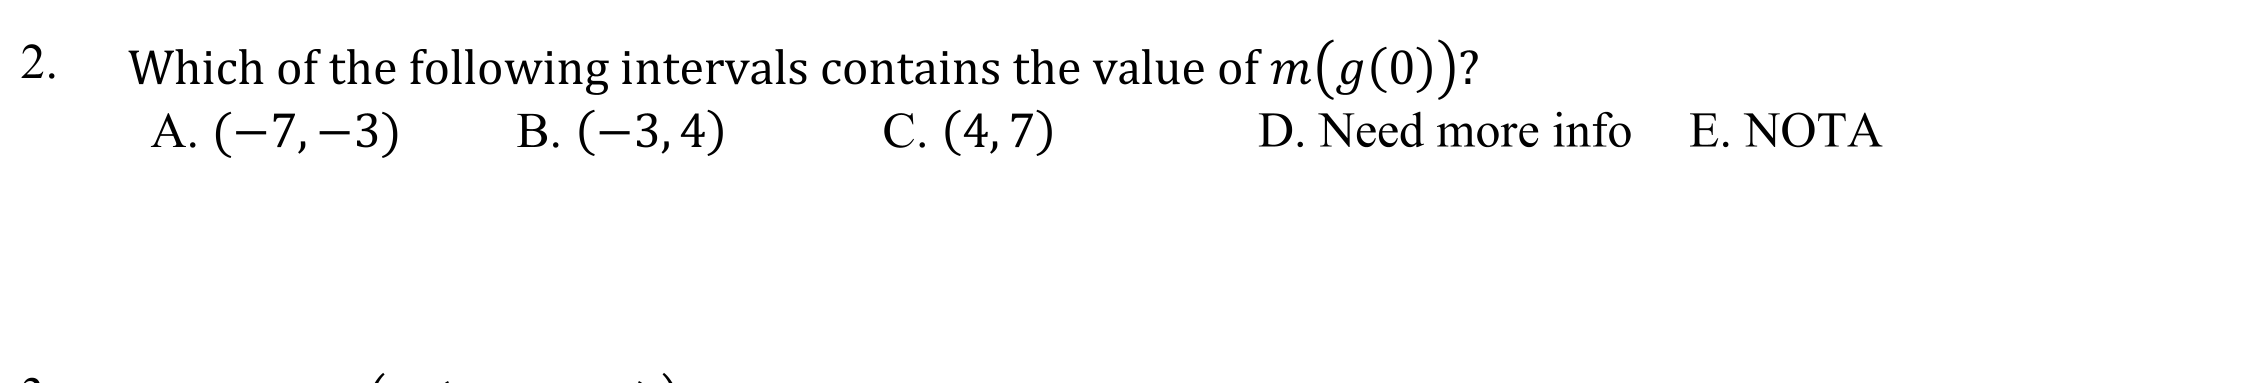 2. Which of the following intervals contains the value of m(g(0))?
A. (−7, −3) B. (−3, 4) C. (4, 7) D. Need more info E. NOTA